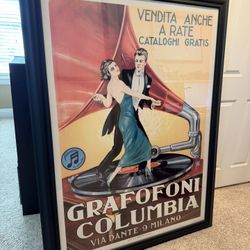 VENDITA ANCHE
A RATE
CATALOGHI GRATIS
GRAFOFONI
COLUMBIA
VIA DANTE·9 MILANO